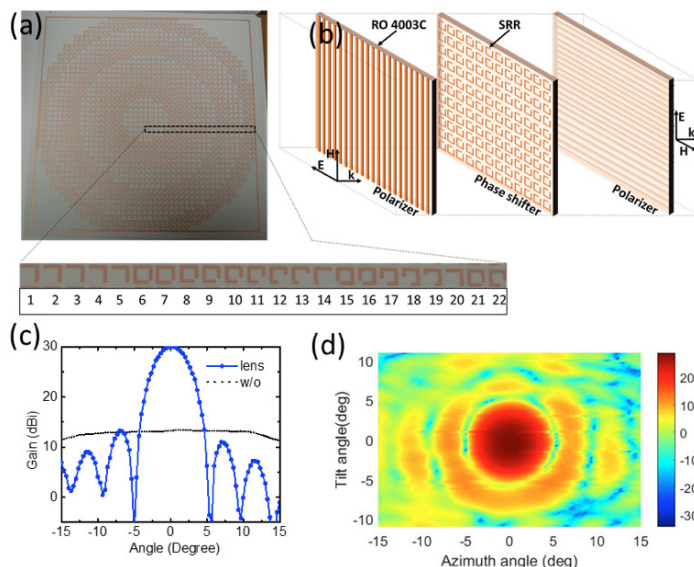 (a)
(b)
RO 4003C
SRR
E
H
k
Polarizer
Phase shifter
Polarizer
E
k
H
1 2 3 4 5 6 7 8 9 10 11 12 13 14 15 16 17 18 19 20 21 22
(c)
30
20
10
0
Gain (dBi)
lens
w/o
-15 -10 -5 0 5 10 15
Angle (Degree)
(d)
10
5
0
-5
-10
Tilt angle(deg)
-15 -10 -5 0 5 10 15
Azimuth angle (deg)
20
10
0
-10
-20
-30